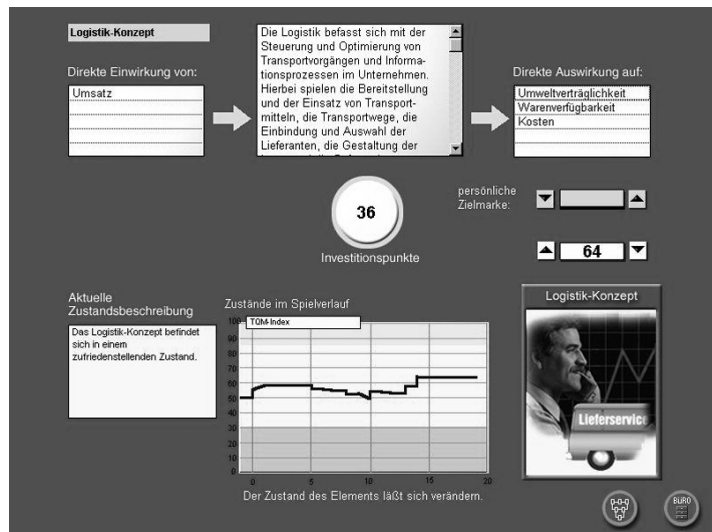 Logistik-Konzept
Direkte Einwirkung von:
Umsatz
Die Logistik befasst sich mit der
Steuerung und Optimierung von
Transportvorgängen und Informa-
tionsprozessen im Unternehmen.
Hierbei spielen die Bereitstellung
und der Einsatz von Transport-
mitteln, die Transportwege, die
Einbindung und Auswahl der
Lieferanten, die Gestaltung der
Direkte Auswirkung auf:
Umweltverträglichkeit
Warenverfügbarkeit
Kosten
36
Investitionspunkte
persönliche
Zielmarke:
64
Aktuelle
Zustandsbeschreibung
Das Logistik-Konzept befindet
sich in einem
zufriedenstellenden Zustand.
Zustände im Spielverlauf
TQM-Index
100
90
80
70
60
50
40
30
20
10
0
0 5 10 15 20
Der Zustand des Elements läßt sich verändern.
Logistik-Konzept
Lieferservice
BÜRO